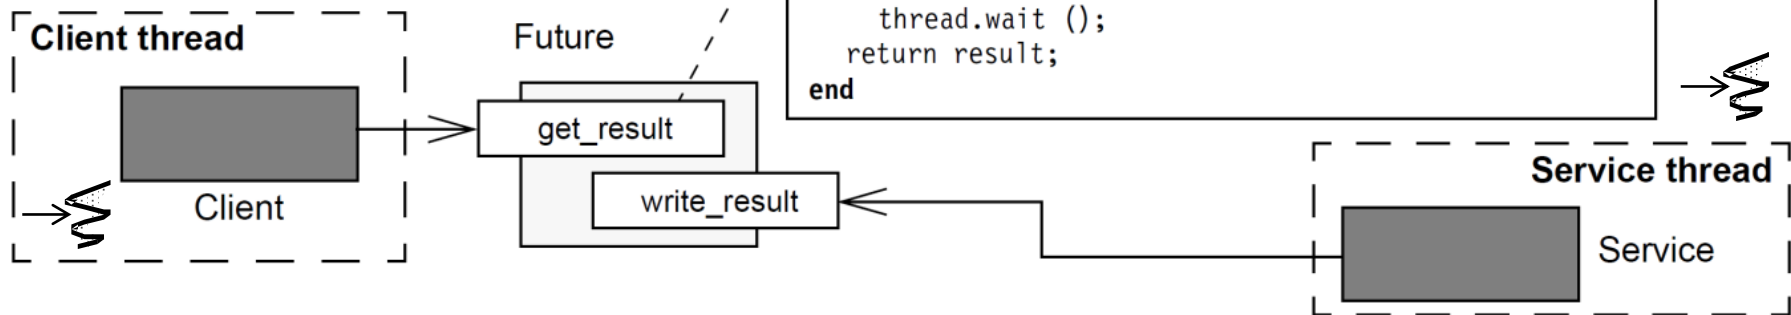 Client thread
Client
Future
get_result
write_result
thread.wait ();
return result;
end
Service thread
Service